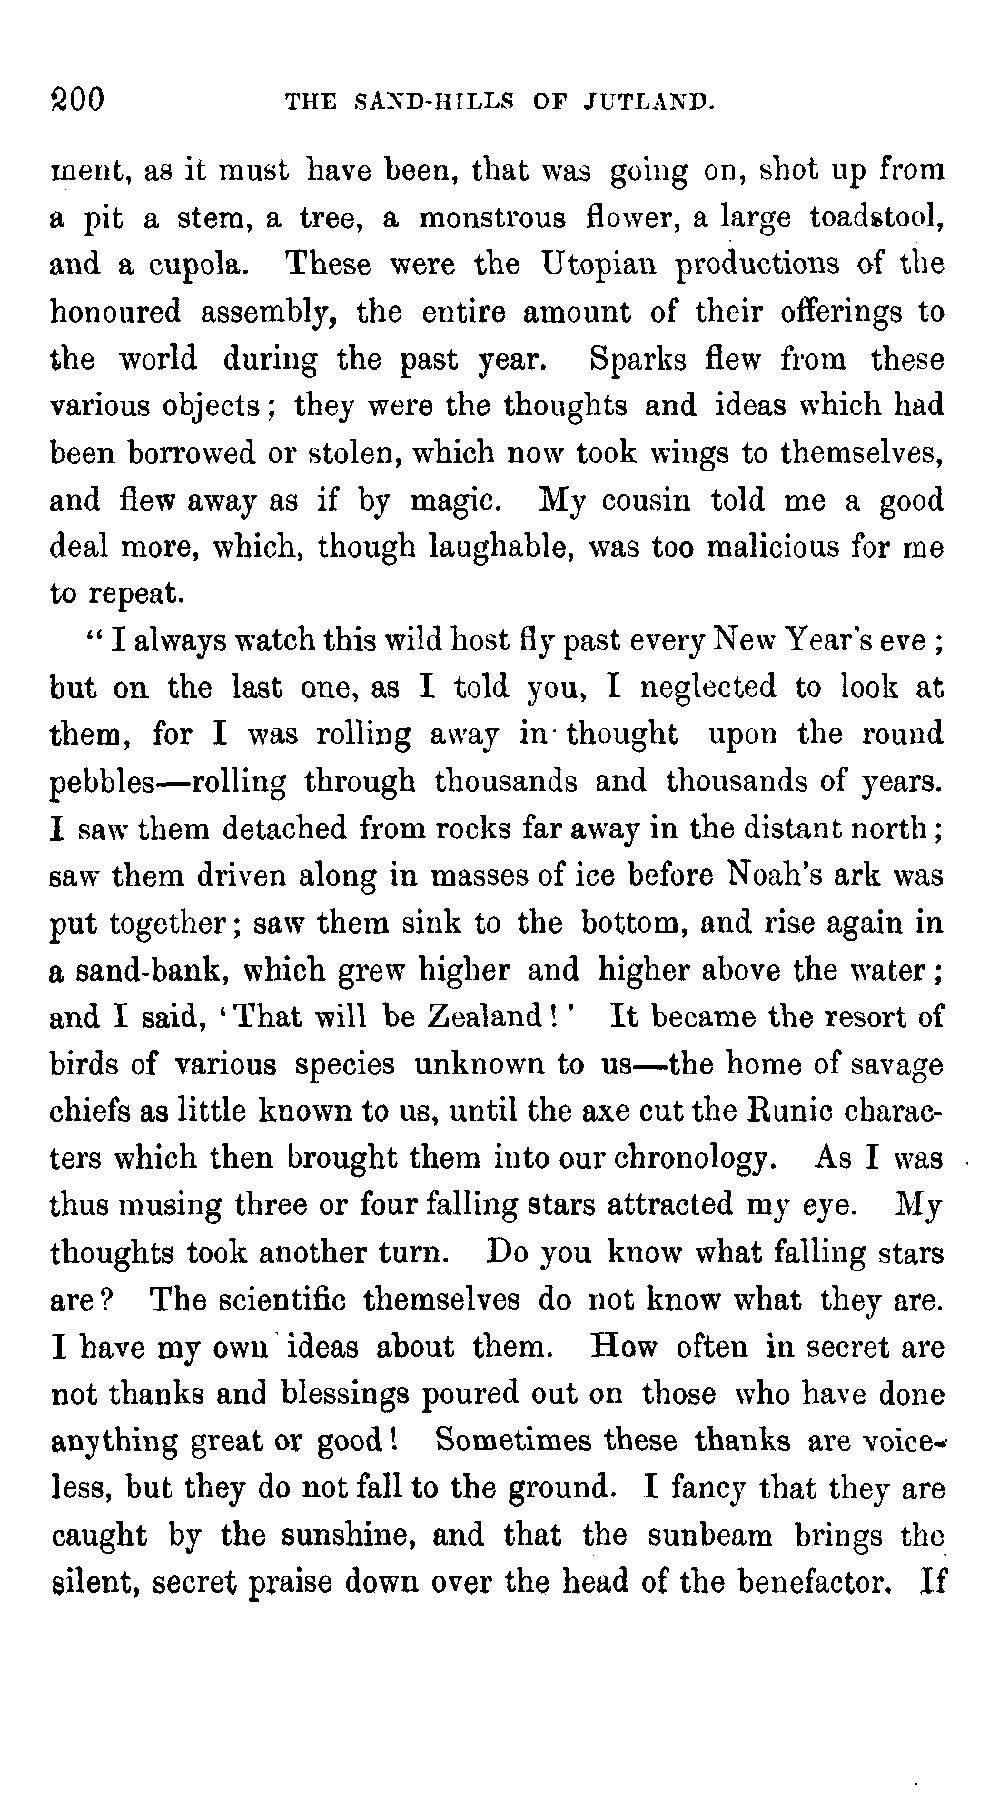 200 THE SAND-HILLS OF JUTLAND.
ment, as it must have been, that was going on, shot up from
a pit a stem, a tree, a monstrous flower, a large toadstool,
and a cupola. These were the Utopian productions of the
honoured assembly, the entire amount of their offerings to
the world during the past year. Sparks flew from these
various objects; they were the thoughts and ideas which had
been borrowed or stolen, which now took wings to themselves,
and flew away as if by magic. My cousin told me a good
deal more, which, though laughable, was too malicious for me
to repeat.
“I always watch this wild host fly past every New Year's eve;
but on the last one, as I told you, I neglected to look at
them, for I was rolling away in thought upon the round
pebbles—rolling through thousands and thousands of years.
I saw them detached from rocks far away in the distant north;
saw them driven along in masses of ice before Noah's ark was
put together; saw them sink to the bottom, and rise again in
a sand-bank, which grew higher and higher above the water;
and I said, ‘That will be Zealand!’ It became the resort of
birds of various species unknown to us—the home of savage
chiefs as little known to us, until the axe cut the Runic charac-
ters which then brought them into our chronology. As I was
thus musing three or four falling stars attracted my eye. My
thoughts took another turn. Do you know what falling stars
are? The scientific themselves do not know what they are.
I have my own ideas about them. How often in secret are
not thanks and blessings poured out on those who have done
anything great or good! Sometimes these thanks are voice-
less, but they do not fall to the ground. I fancy that they are
caught by the sunshine, and that the sunbeam brings the
silent, secret praise down over the head of the benefactor. If